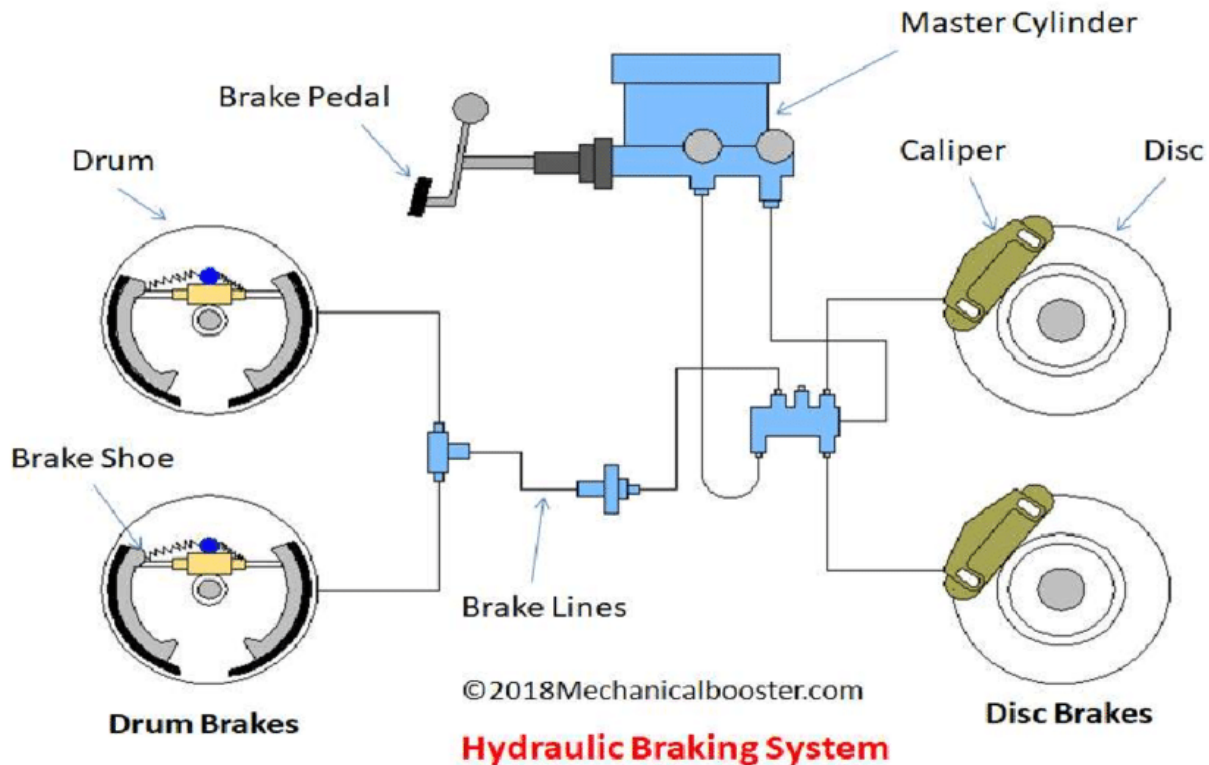 Master Cylinder
Brake Pedal
Drum
Caliper
Disc
Brake Shoe
Brake Lines
©2018Mechanicalbooster.com
Drum Brakes
Disc Brakes
Hydraulic Braking System